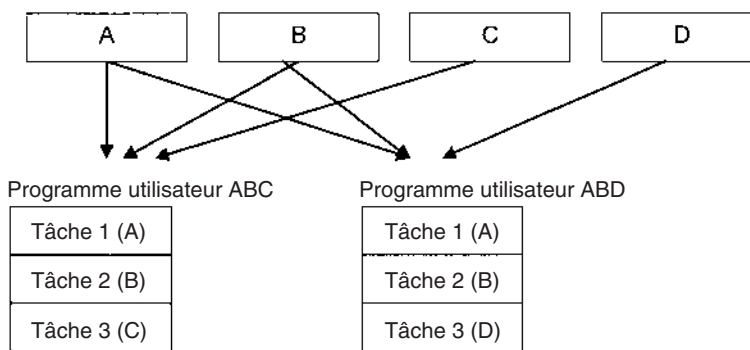 A B C D
Programme utilisateur ABC Programme utilisateur ABD
Tâche 1 (A) Tâche 1 (A)
Tâche 2 (B) Tâche 2 (B)
Tâche 3 (C) Tâche 3 (D)